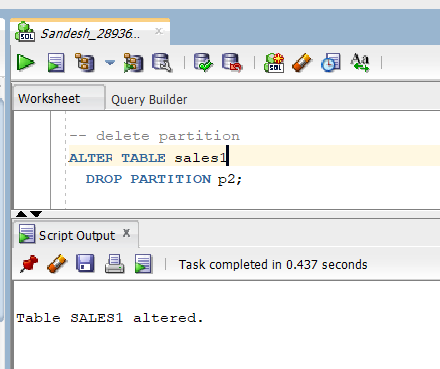 Sandesh_28936...
SQL
Worksheet Query Builder
-- delete partition
ALTER TABLE sales1
DROP PARTITION p2;
Script Output
Task completed in 0.437 seconds
Table SALES1 altered.